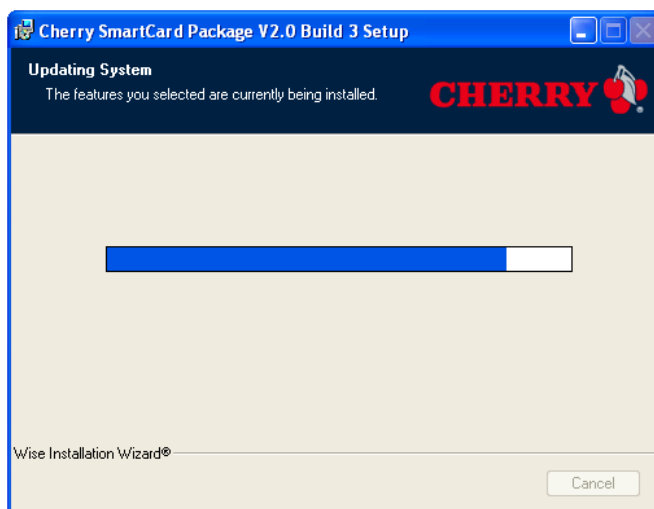 Cherry SmartCard Package V2.0 Build 3 Setup
Updating System
The features you selected are currently being installed.
CHERRY
Wise Installation Wizard®
Cancel